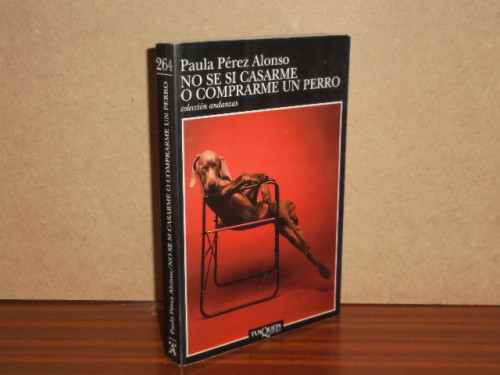 Paula Pérez Alonso
NO SE SI CASARME
O COMPRARME UN PERRO
colección andanzas
TUSQUETS
264
Paula Pérez Alonso/NO SE SI CASARME O COMPRARME UN PERRO